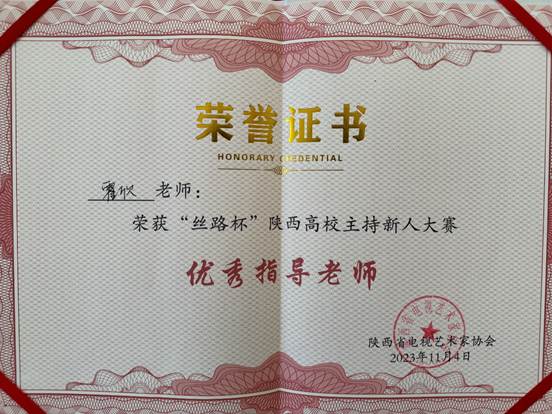 荣誉证书
HONORARY CREDENTIAL
欣 老师：
荣获“丝路杯”陕西高校主持新人大赛
优秀指导老师
陕西省电视艺术家协会
2023年11月4日